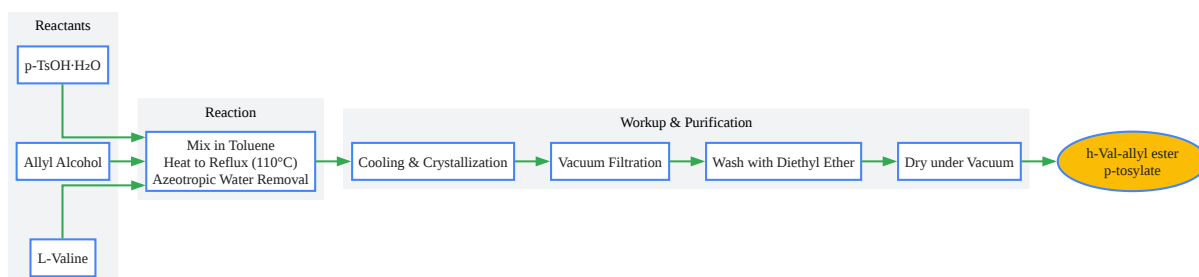 Reactants
p-TsOH·H₂O
Allyl Alcohol
L-Valine
Reaction
Mix in Toluene
Heat to Reflux (110°C)
Azeotropic Water Removal
Workup & Purification
Cooling & Crystallization
Vacuum Filtration
Wash with Diethyl Ether
Dry under Vacuum
h-Val-allyl ester
p-tosylate